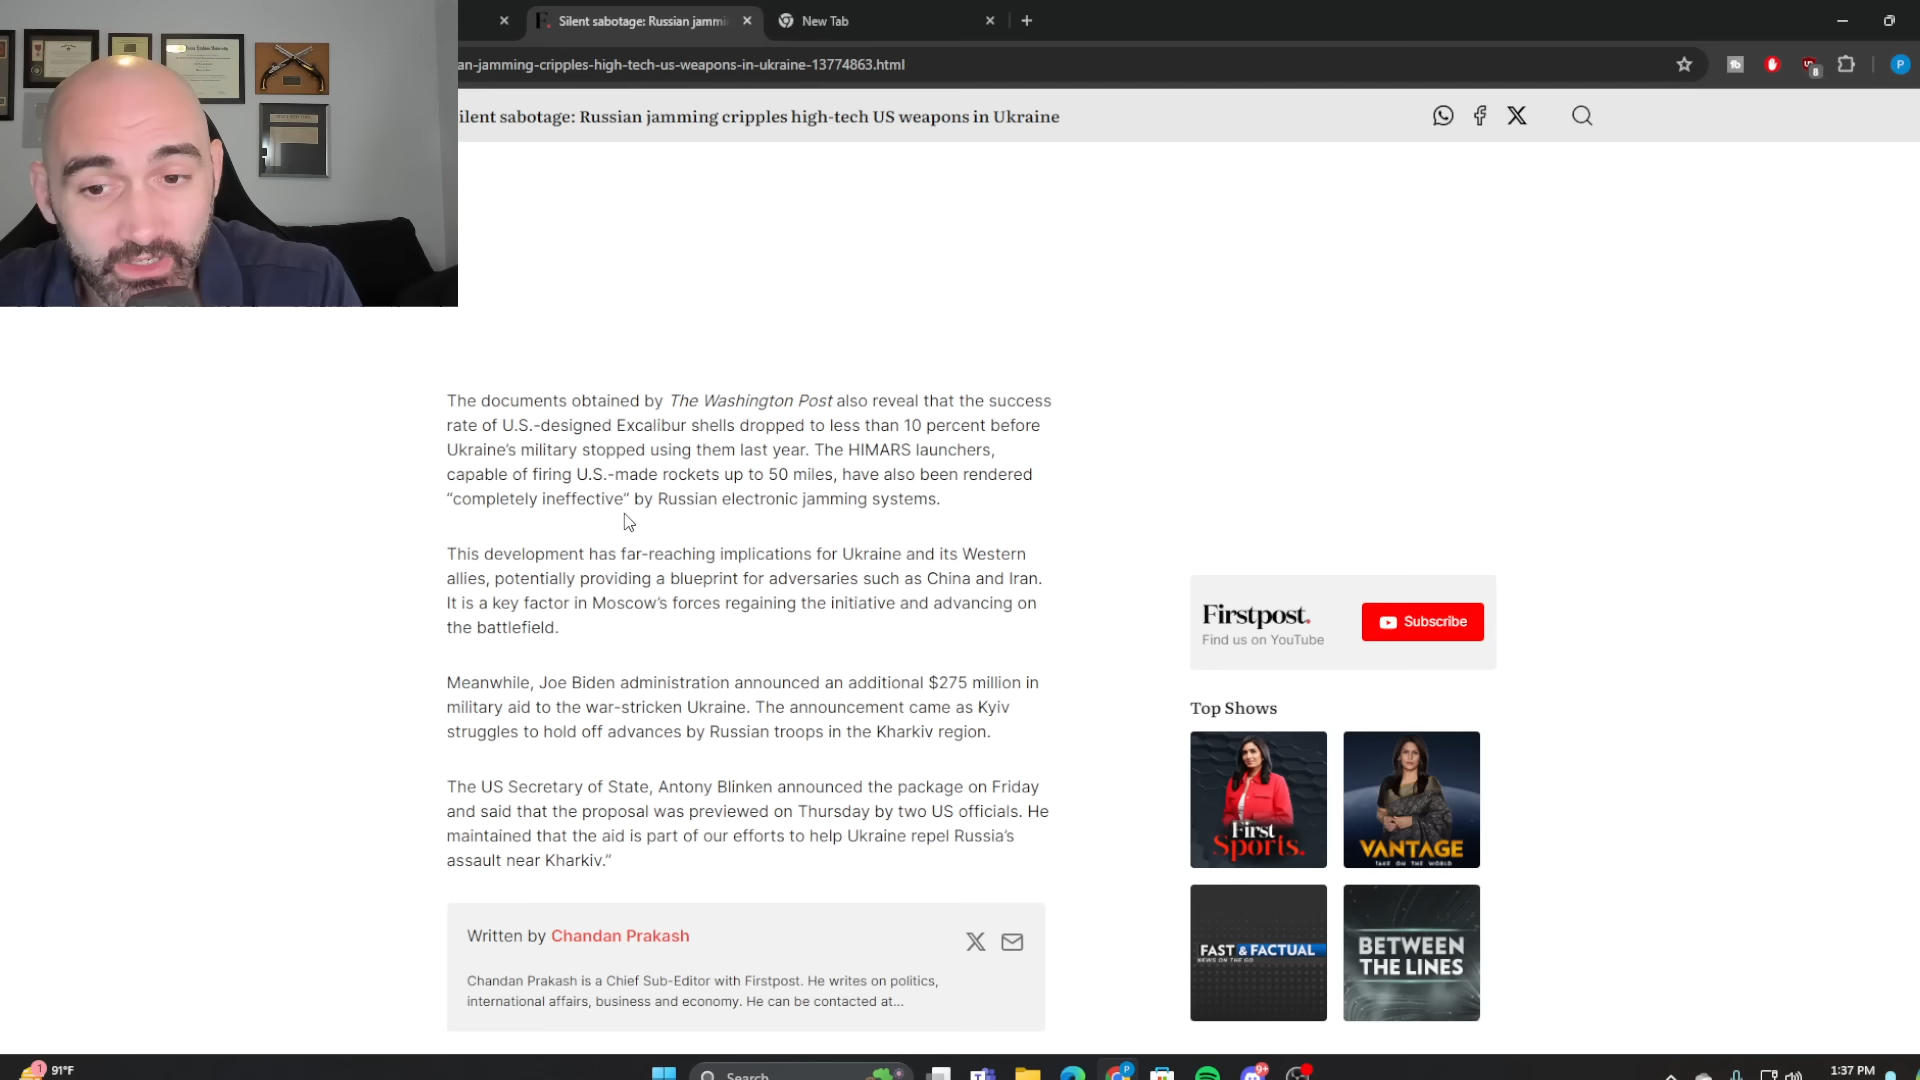 Silent sabotage: Russian jammi
New Tab
an-jamming-cripples-high-tech-us-weapons-in-ukraine-13774863.html
8
P
ilent sabotage: Russian jamming cripples high-tech US weapons in Ukraine
The documents obtained by The Washington Post also reveal that the success
rate of U.S.-designed Excalibur shells dropped to less than 10 percent before
Ukraine's military stopped using them last year. The HIMARS launchers,
capable of firing U.S.-made rockets up to 50 miles, have also been rendered
“completely ineffective” by Russian electronic jamming systems.
This development has far-reaching implications for Ukraine and its Western
allies, potentially providing a blueprint for adversaries such as China and Iran.
It is a key factor in Moscow's forces regaining the initiative and advancing on
the battlefield.
Meanwhile, Joe Biden administration announced an additional $275 million in
military aid to the war-stricken Ukraine. The announcement came as Kyiv
struggles to hold off advances by Russian troops in the Kharkiv region.
The US Secretary of State, Antony Blinken announced the package on Friday
and said that the proposal was previewed on Thursday by two US officials. He
maintained that the aid is part of our efforts to help Ukraine repel Russia's
assault near Kharkiv.”
Written by Chandan Prakash
Chandan Prakash is a Chief Sub-Editor with Firstpost. He writes on politics,
international affairs, business and economy. He can be contacted at...
Firstpost.
Find us on YouTube
Subscribe
Top Shows
First
Sports.
VANTAGE
TAKE ON THE WORLD
FAST & FACTUAL
NEWS ON THE GO
BETWEEN
THE LINES
1
91°F
Search
P
9+
1:37 PM